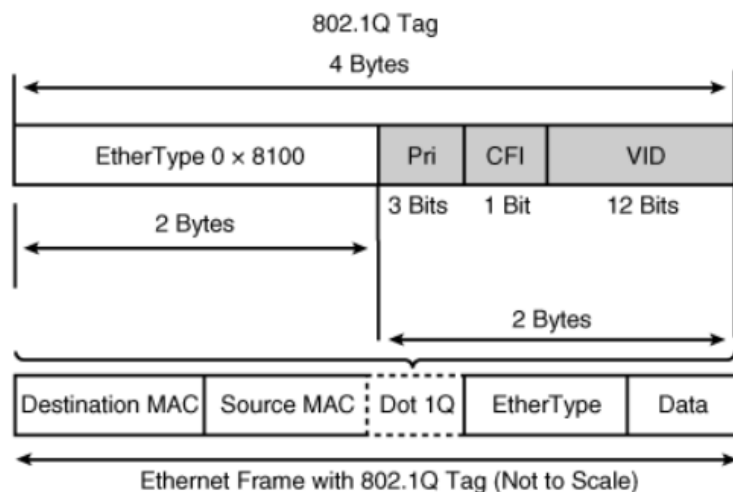 802.1Q Tag
4 Bytes
EtherType 0 × 8100 Pri CFI VID
3 Bits 1 Bit 12 Bits
2 Bytes
2 Bytes
Destination MAC Source MAC Dot 1Q EtherType Data
Ethernet Frame with 802.1Q Tag (Not to Scale)